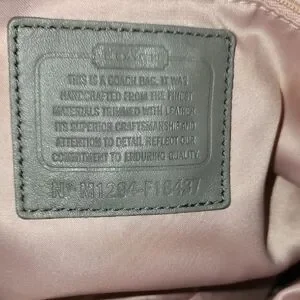 COACH
THIS IS A COACH BAG. IT WAS
HANDCRAFTED FROM THE FINEST
MATERIALS TRIMMED WITH LEATHER.
ITS SUPERIOR CRAFTSMANSHIP AND
ATTENTION TO DETAIL REFLECT OUR
COMMITMENT TO ENDURING QUALITY.
Nº M1294-F18437